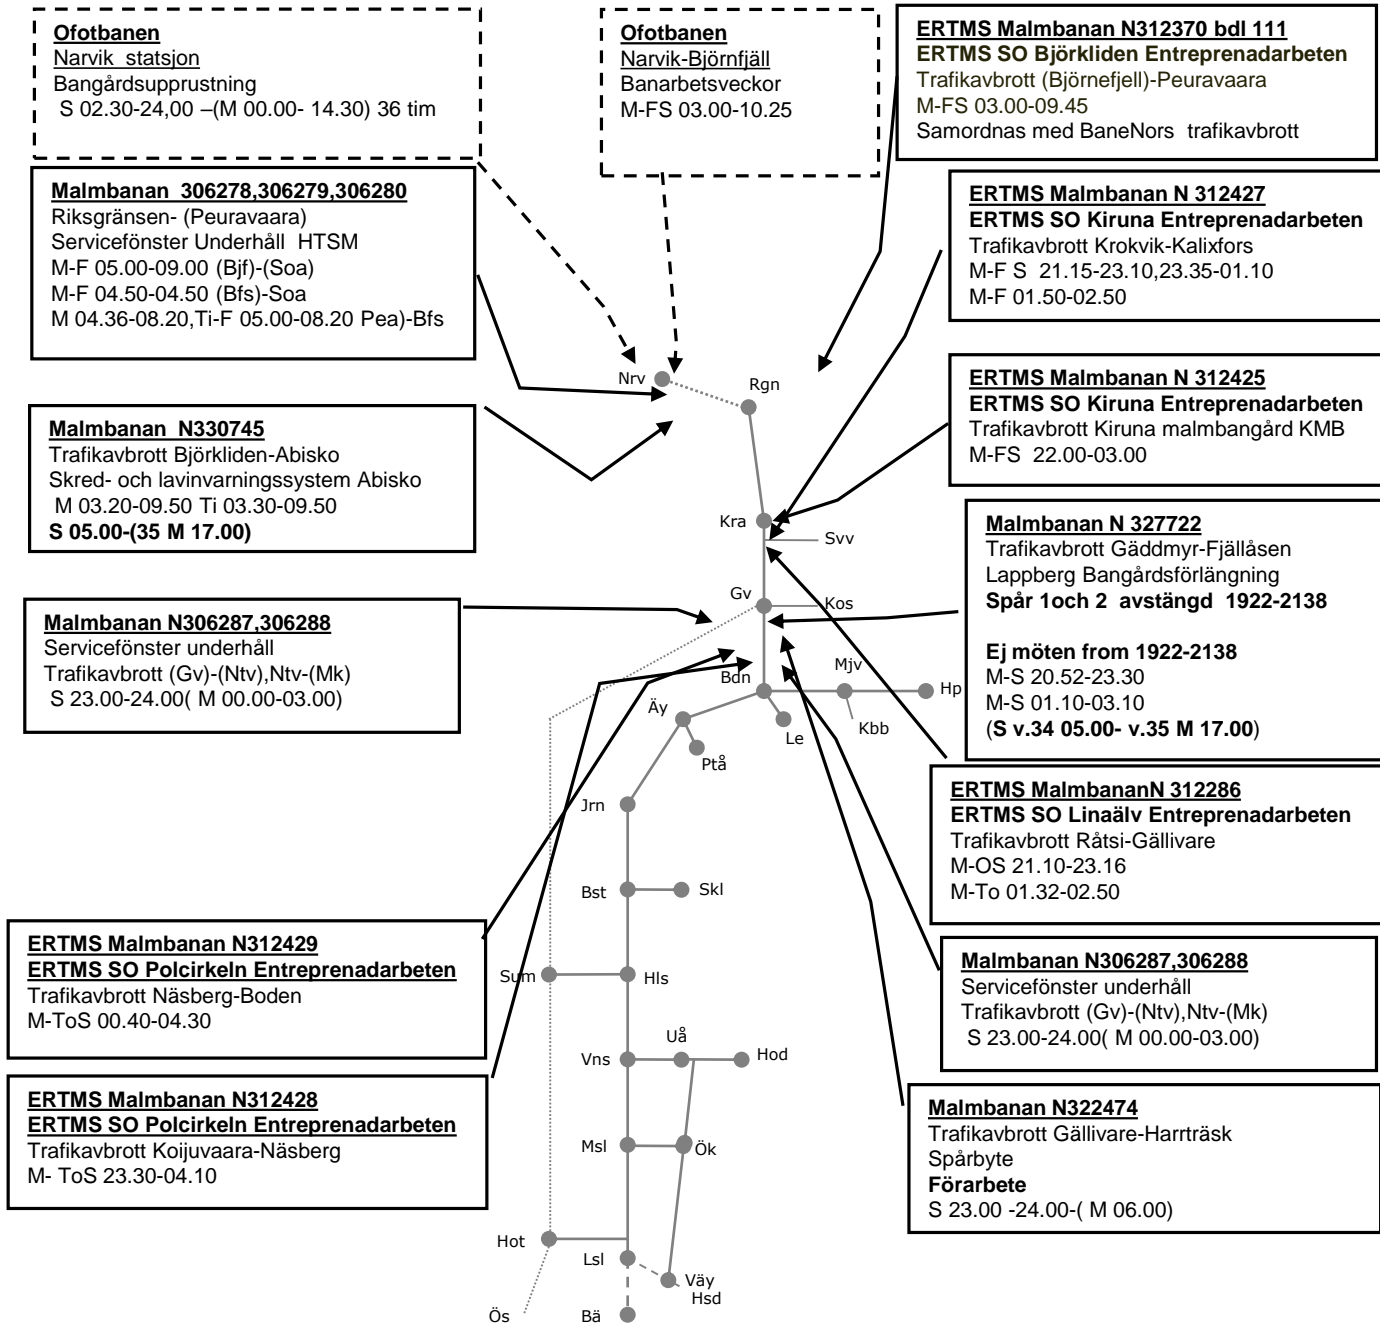 Ofotbanen
Narvik statsjon
Bangårdsupprustning
S 02.30-24,00 –(M 00.00- 14.30) 36 tim
Ofotbanen
Narvik-Björnfjäll
Banarbetsveckor
M-FS 03.00-10.25
ERTMS Malmbanan N312370 bdl 111
ERTMS SO Björkliden Entreprenadarbeten
Trafikavbrott (Björnefjell)-Peuravaara
M-FS 03.00-09.45
Samordnas med BaneNors trafikavbrott
Malmbanan 306278,306279,306280
Riksgränsen- (Peuravaara)
Servicefönster Underhåll HTSM
M-F 05.00-09.00 (Bjf)-(Soa)
M-F 04.50-04.50 (Bfs)-Soa
M 04.36-08.20,Ti-F 05.00-08.20 Pea)-Bfs
ERTMS Malmbanan N 312427
ERTMS SO Kiruna Entreprenadarbeten
Trafikavbrott Krokvik-Kalixfors
M-F S 21.15-23.10,23.35-01.10
M-F 01.50-02.50
ERTMS Malmbanan N 312425
ERTMS SO Kiruna Entreprenadarbeten
Trafikavbrott Kiruna malmbangård KMB
M-FS 22.00-03.00
Malmbanan N330745
Trafikavbrott Björkliden-Abisko
Skred- och lavinvarningssystem Abisko
M 03.20-09.50 Ti 03.30-09.50
S 05.00-(35 M 17.00)
Malmbanan N 327722
Trafikavbrott Gäddmyr-Fjällåsen
Lappberg Bangårdsförlängning
Spår 1och 2 avstängd 1922-2138
Ej möten from 1922-2138
M-S 20.52-23.30
M-S 01.10-03.10
(S v.34 05.00- v.35 M 17.00)
Malmbanan N306287,306288
Servicefönster underhåll
Trafikavbrott (Gv)-(Ntv),Ntv-(Mk)
S 23.00-24.00( M 00.00-03.00)
ERTMS MalmbananN 312286
ERTMS SO Linaälv Entreprenadarbeten
Trafikavbrott Råtsi-Gällivare
M-OS 21.10-23.16
M-To 01.32-02.50
ERTMS Malmbanan N312429
ERTMS SO Polcirkeln Entreprenadarbeten
Trafikavbrott Näsberg-Boden
M-ToS 00.40-04.30
Malmbanan N306287,306288
Servicefönster underhåll
Trafikavbrott (Gv)-(Ntv),Ntv-(Mk)
S 23.00-24.00( M 00.00-03.00)
ERTMS Malmbanan N312428
ERTMS SO Polcirkeln Entreprenadarbeten
Trafikavbrott Koijuvaara-Näsberg
M- ToS 23.30-04.10
Malmbanan N322474
Trafikavbrott Gällivare-Harrträsk
Spårbyte
Förarbete
S 23.00 -24.00-( M 06.00)
Nrv
Rgn
Kra
Svv
Gv
Kos
Bdn
Mjv
Hp
Äy
Le
Kbb
Ptå
Jrn
Bst
Skl
Sum
Hls
Uå
Vns
Hod
Msl
Ök
Hot
Lsl
Väy
Hsd
Ös
Bä